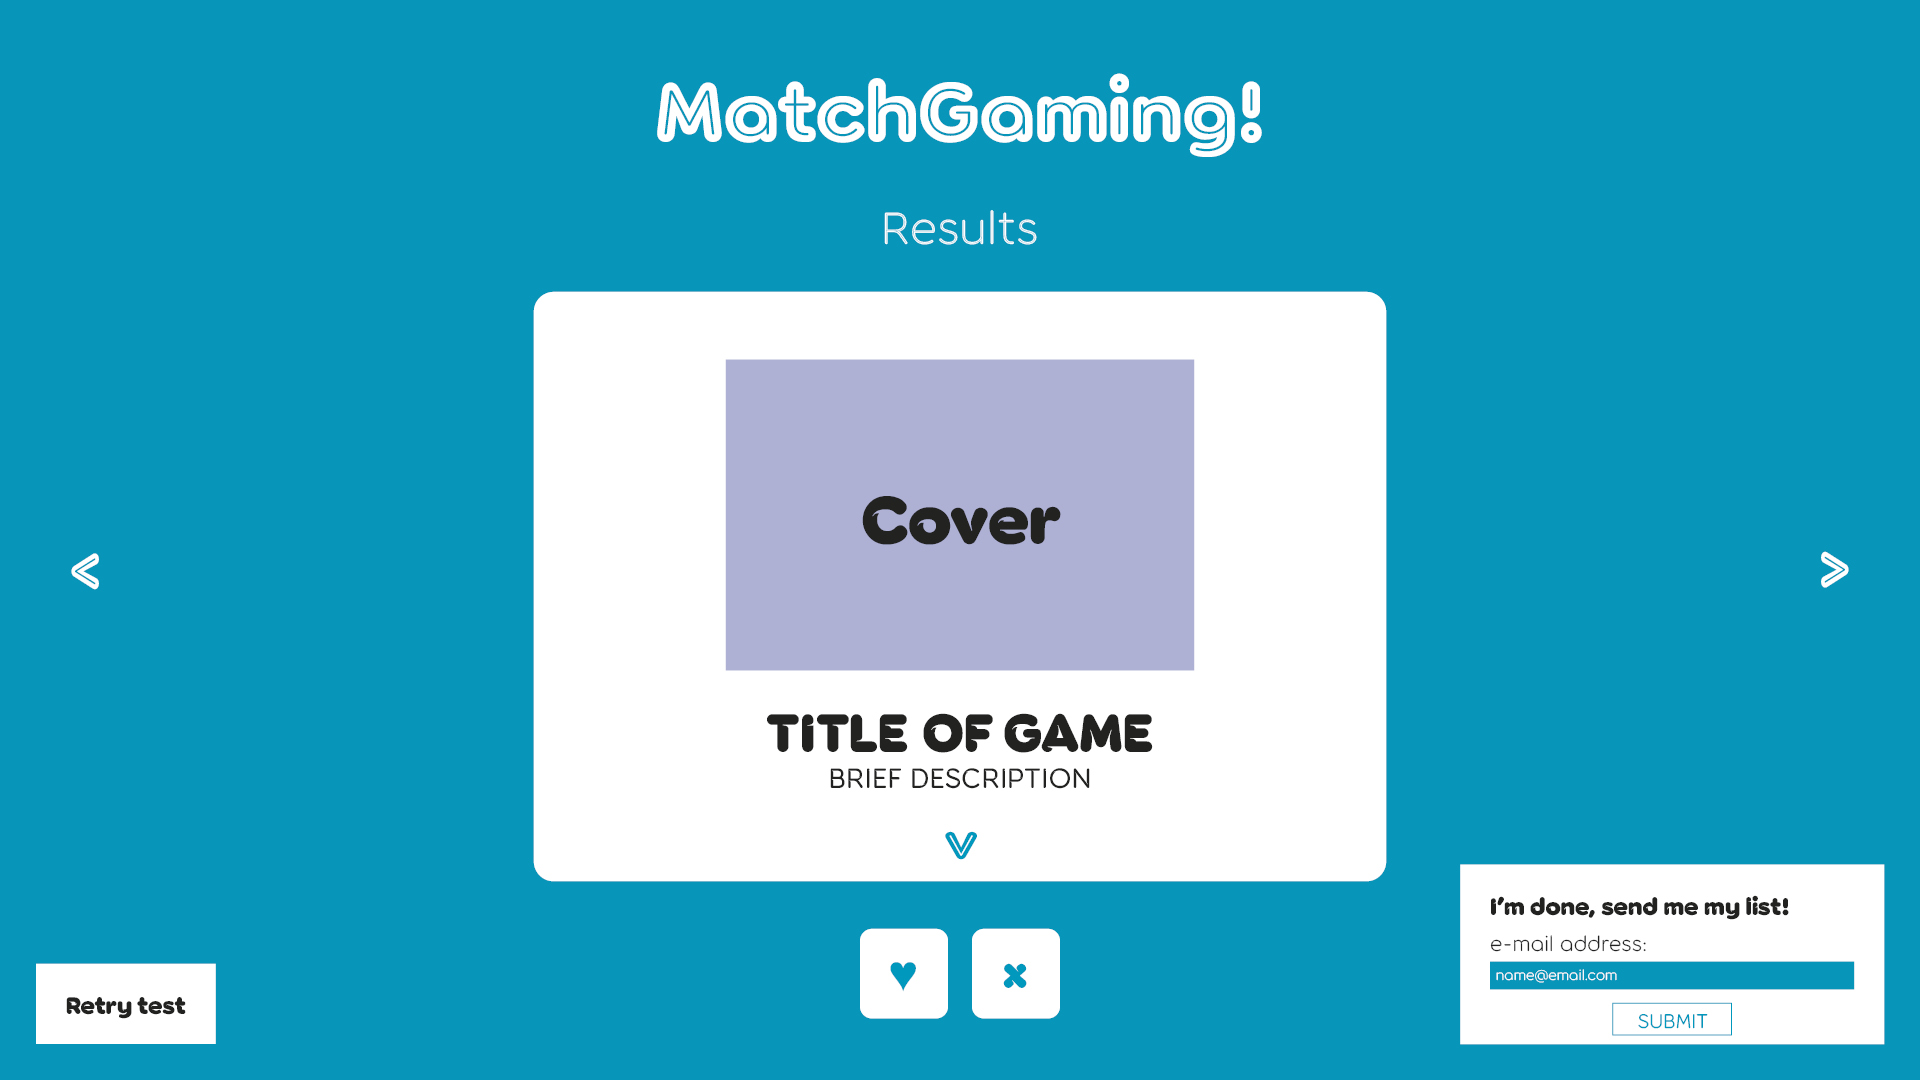 MatchGaming!
Results
Cover
<
>
TiTLE OF GAME
BRIEF DESCRIPTION
V
♥ ×
Retry test
i'm done, send me my list!
e-mail address:
name@email.com
SUBMIT